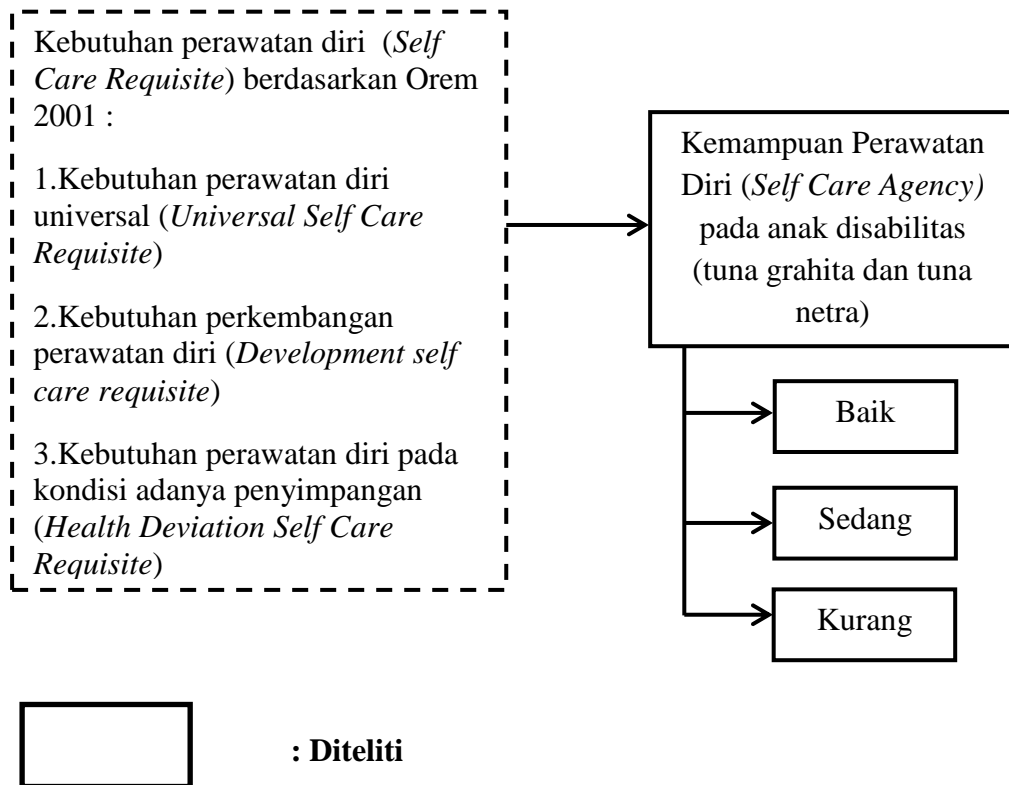 Kebutuhan perawatan diri (Self
Care Requisite) berdasarkan Orem
2001 :
1.Kebutuhan perawatan diri
universal (Universal Self Care
Requisite)
2.Kebutuhan perkembangan
perawatan diri (Development self
care requisite)
3.Kebutuhan perawatan diri pada
kondisi adanya penyimpangan
(Health Deviation Self Care
Requisite)
Kemampuan Perawatan
Diri (Self Care Agency)
pada anak disabilitas
(tuna grahita dan tuna
netra)
Baik
Sedang
Kurang
: Diteliti